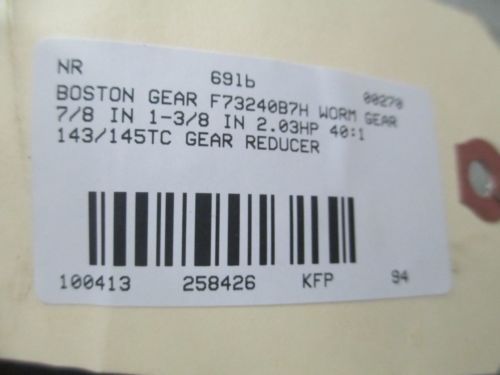 NR 691b 00270
BOSTON GEAR F73240B7H WORM GEAR
7/8 IN 1-3/8 IN 2.03HP 40:1
143/145TC GEAR REDUCER
100413 258426 KFP 94